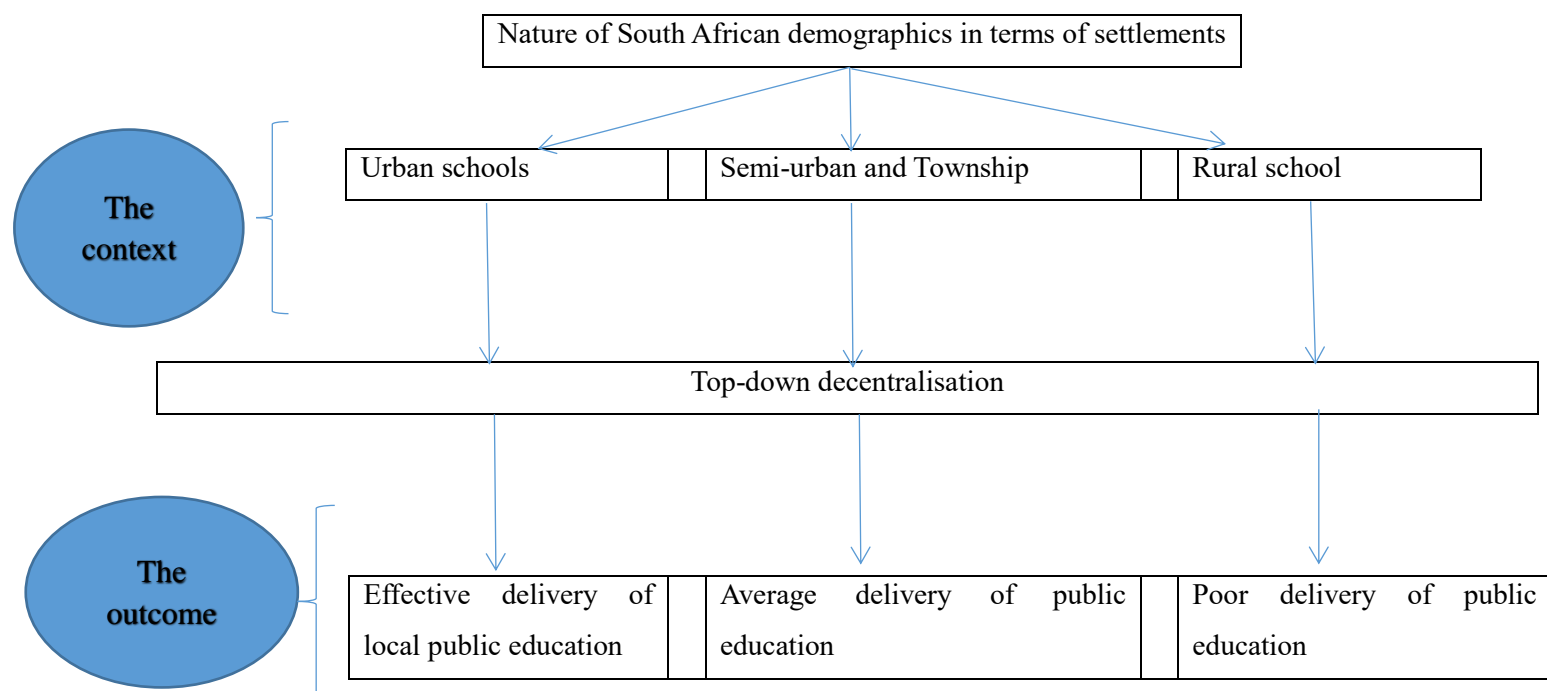 Nature of South African demographics in terms of settlements
The
context
Urban schools
Semi-urban and Township
Rural school
Top-down decentralisation
The
outcome
Effective delivery of
local public education
Average delivery of public
education
Poor delivery of public
education